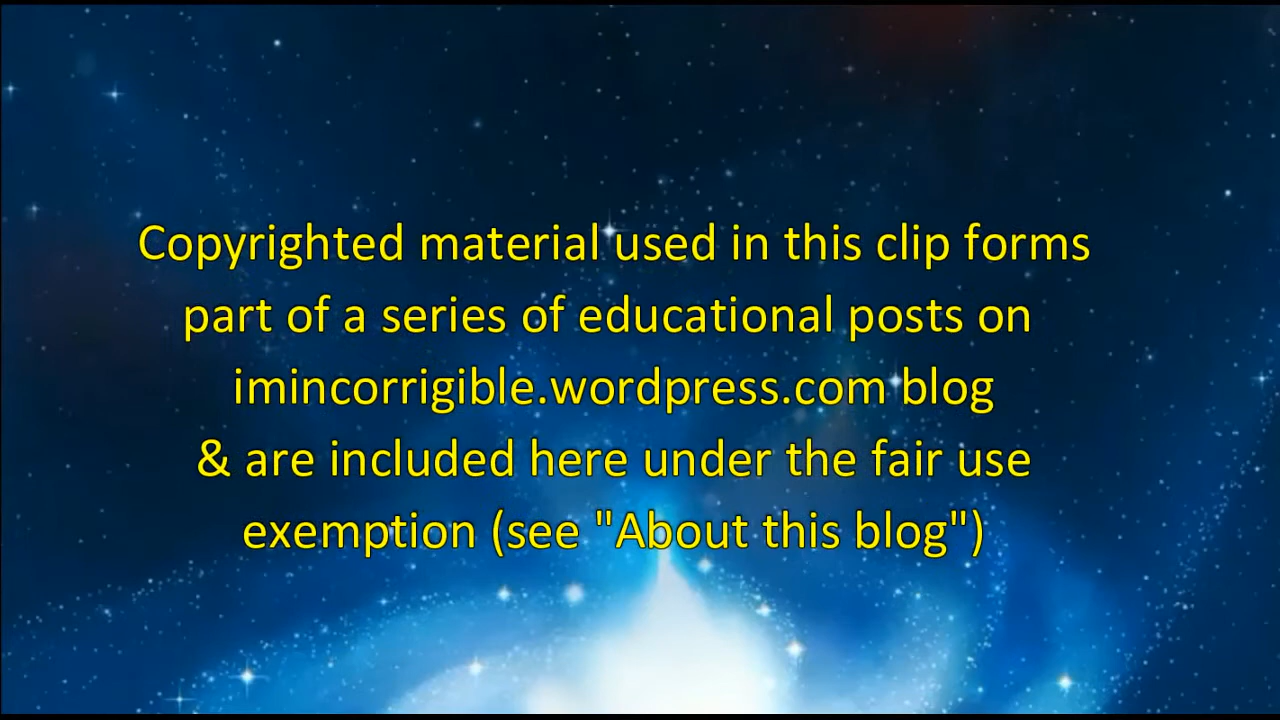 Copyrighted material used in this clip forms
part of a series of educational posts on
imincorrigible.wordpress.com blog
& are included here under the fair use
exemption (see "About this blog")